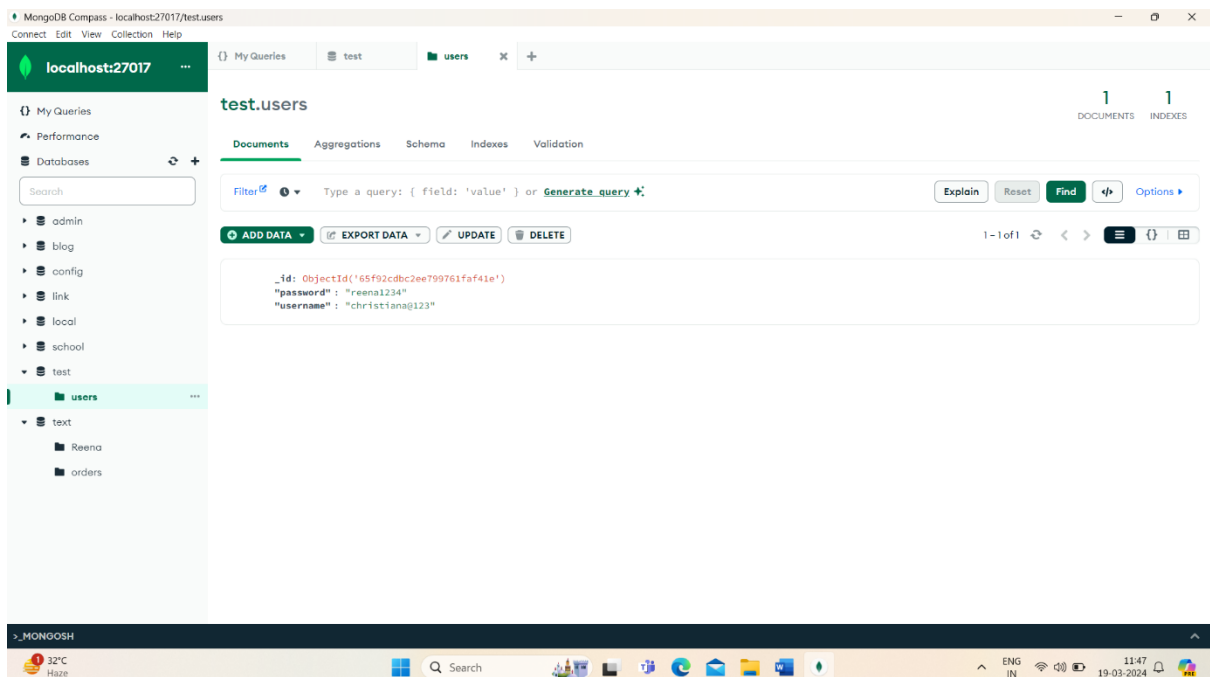 MongoDB Compass - localhost:27017/test.users
Connect Edit View Collection Help
localhost:27017 ...
{} My Queries
Performance
Databases
Search
admin
blog
config
link
local
school
test
users ...
text
Reena
orders
{} My Queries test users
test.users
1 DOCUMENTS 1 INDEXES
Documents Aggregations Schema Indexes Validation
Filter Type a query: { field: 'value' } or Generate query Explain Reset Find </> Options
ADD DATA EXPORT DATA UPDATE DELETE 1 – 1 of 1 {}
_id: ObjectId('65f92cdbc2ee799761faf41e')
"password" : "reena1234"
"username" : "christiana@123"
>_MONGOSH
1 32°C
Haze
Search
ENG
IN
11:47
19-03-2024
PRE